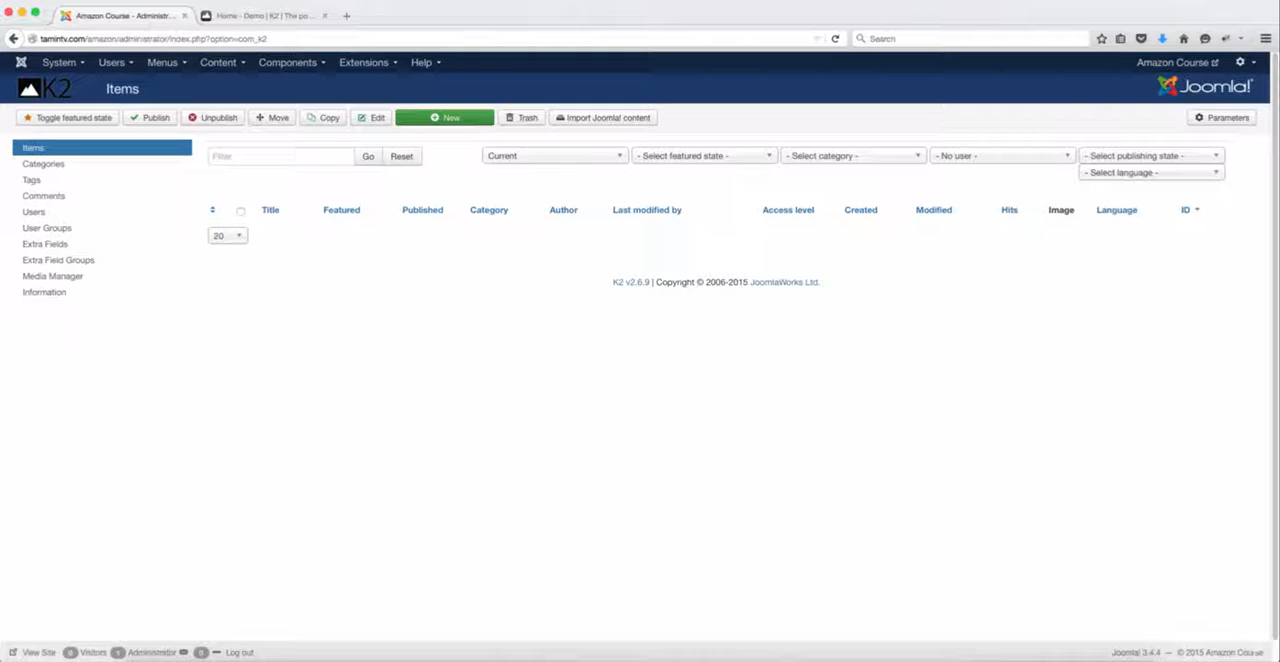 Amazon Course - Administr...
Home - Demo | K2 | The po...
tamintv.com/amazon/administrator/index.php?option=com_k2
Search
System Users Menus Content Components Extensions Help
Amazon Course
K2 Items
Joomla!
Toggle featured state Publish Unpublish Move Copy Edit New Trash Import Joomla! content Parameters
Items
Categories
Tags
Comments
Users
User Groups
Extra Fields
Extra Field Groups
Media Manager
Information
Filter Go Reset Current - Select featured state - - Select category - - No user - - Select publishing state -
- Select language -
Title Featured Published Category Author Last modified by Access level Created Modified Hits Image Language ID
20
K2 v2.6.9 | Copyright © 2006-2015 JoomlaWorks Ltd.
View Site 0 Visitors 1 Administrator 0 Log out
Joomla! 3.4.4 — © 2015 Amazon Course